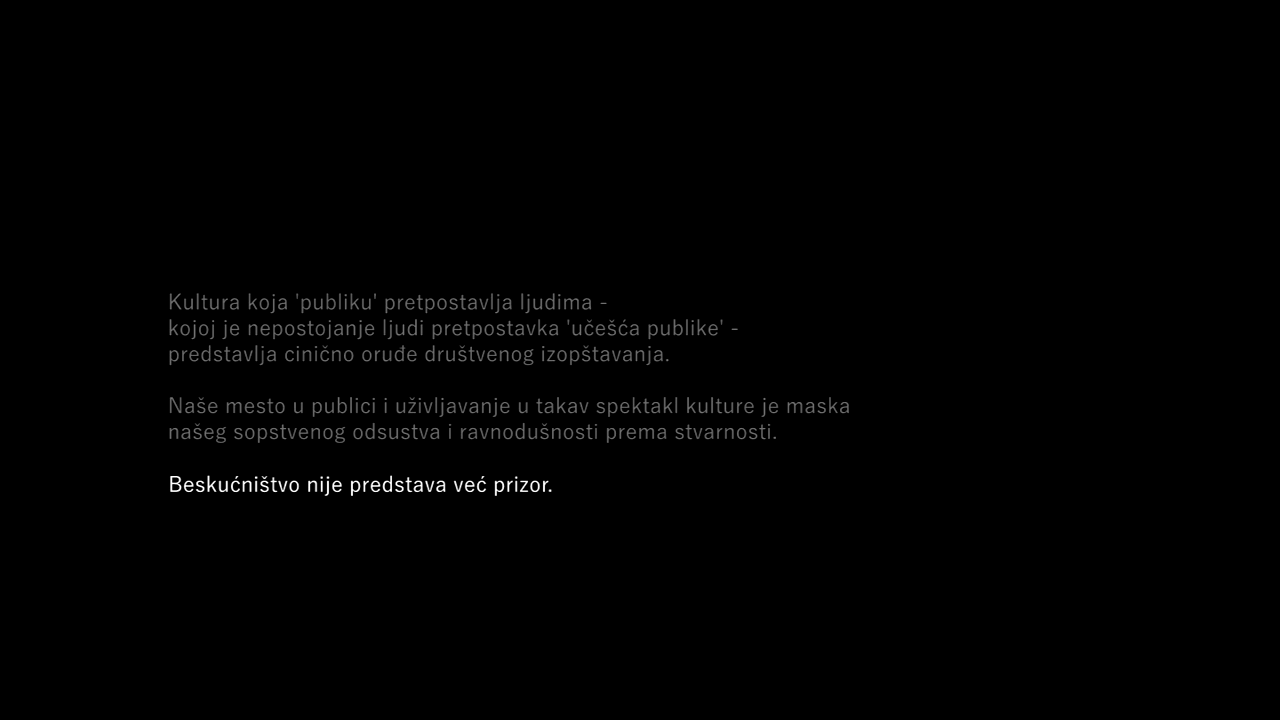 Kultura koja 'publiku' pretpostavlja ljudima -
kojoj je nepostojanje ljudi pretpostavka 'učešća publike' -
predstavlja cinično oruđe društvenog izopštavanja.
Naše mesto u publici i uživljavanje u takav spektakl kulture je maska
našeg sopstvenog odsustva i ravnodušnosti prema stvarnosti.
Beskućništvo nije predstava već prizor.